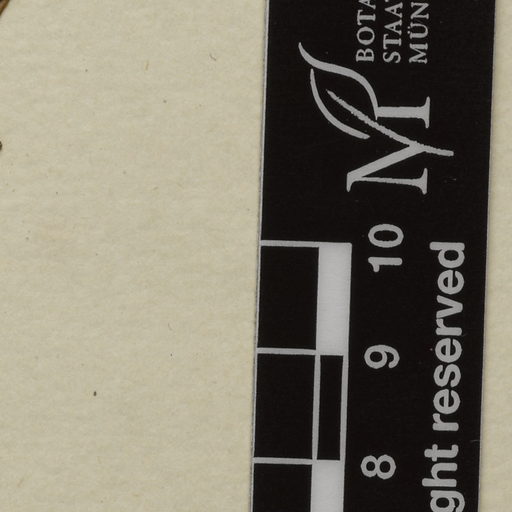 BOTA
STAA
MÜN
M
10
9
8
ght reserved